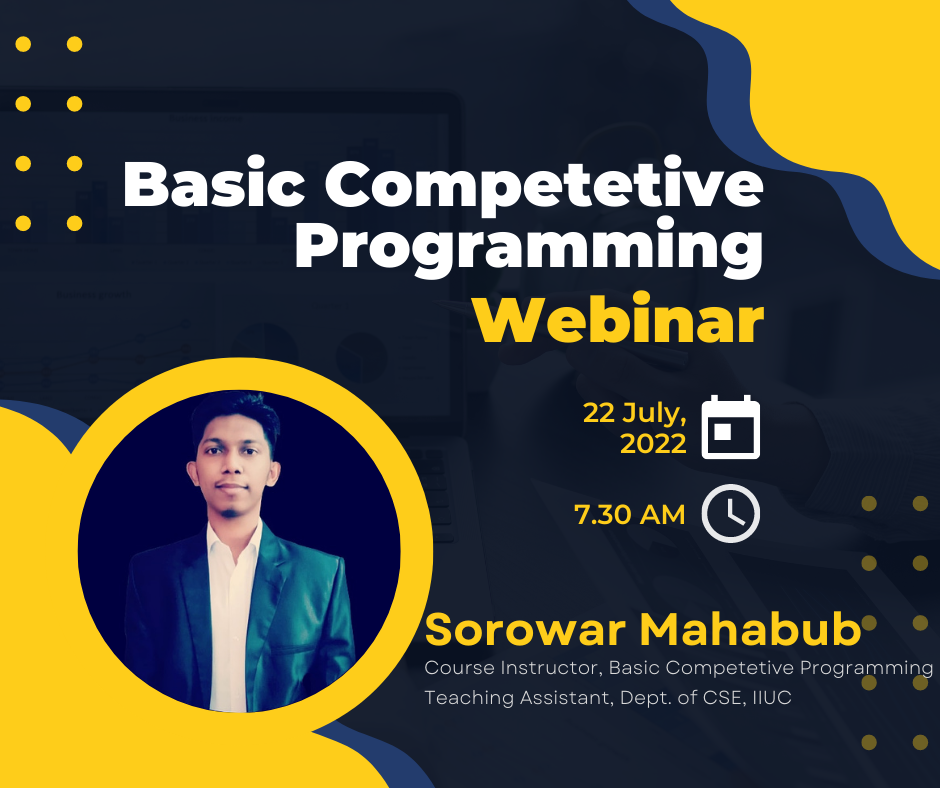 Basic Competetive
Programming
Webinar
22 July,
2022
7.30 AM
Sorowar Mahabub
Course Instructor, Basic Competetive Programming
Teaching Assistant, Dept. of CSE, IIUC